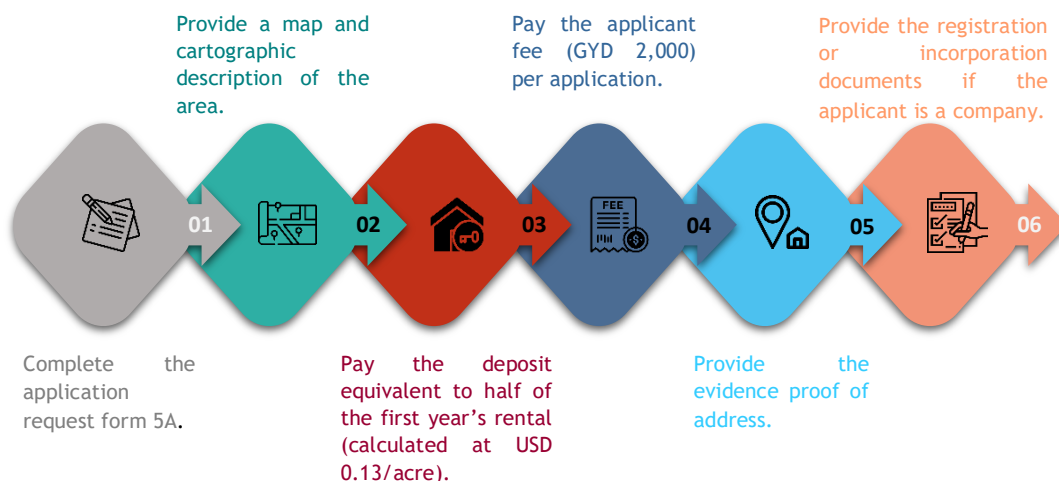 Provide a map and
cartographic
description of the
area.
Pay the applicant
fee (GYD 2,000)
per application.
Provide the registration
or incorporation
documents if the
applicant is a company.
01
02
03
FEE
04
05
06
Complete the
application
request form 5A.
Pay the deposit
equivalent to half of
the first year’s rental
(calculated at USD
0.13/acre).
Provide the
evidence proof of
address.